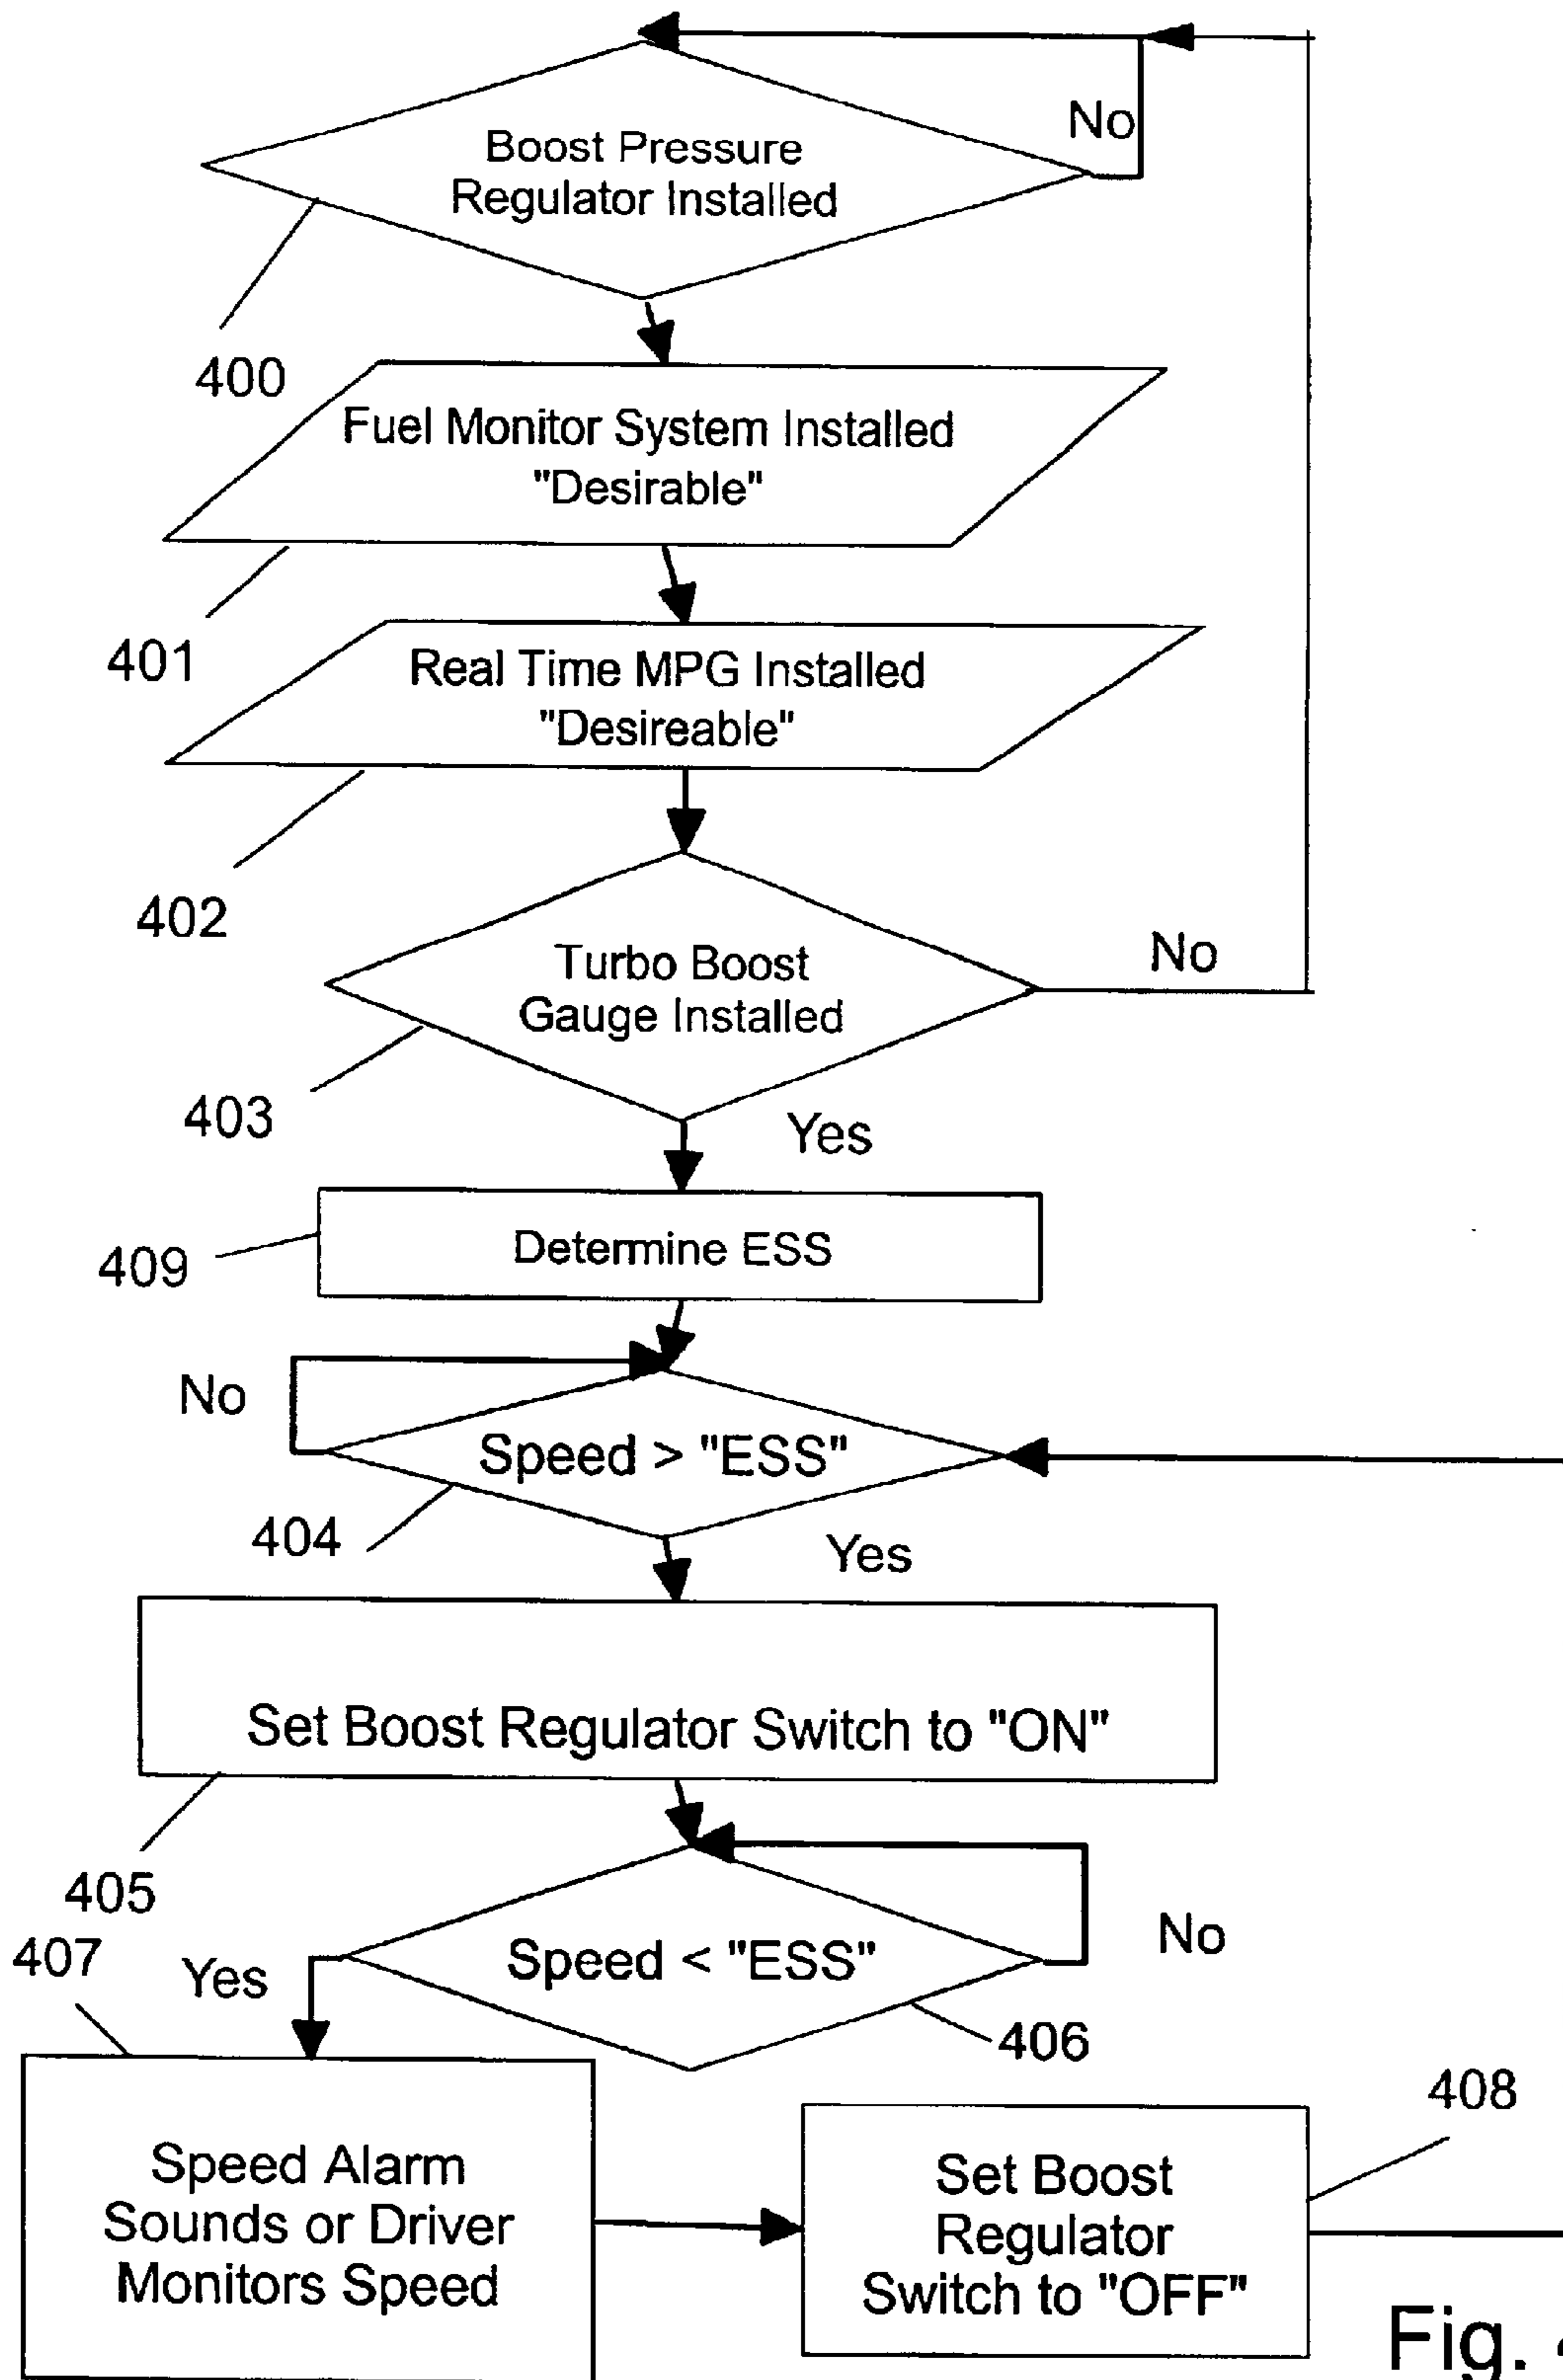 No
Boost Pressure
Regulator Installed
400
Fuel Monitor System Installed
"Desirable"
401
Real Time MPG Installed
"Desireable"
402
Turbo Boost
Gauge Installed
No
403
Yes
Determine ESS
409
No
Speed > "ESS"
404
Yes
Set Boost Regulator Switch to "ON"
405
407
Yes
Speed < "ESS"
No
406
408
Speed Alarm
Sounds or Driver
Monitors Speed
Set Boost
Regulator
Switch to "OFF"
Fig.